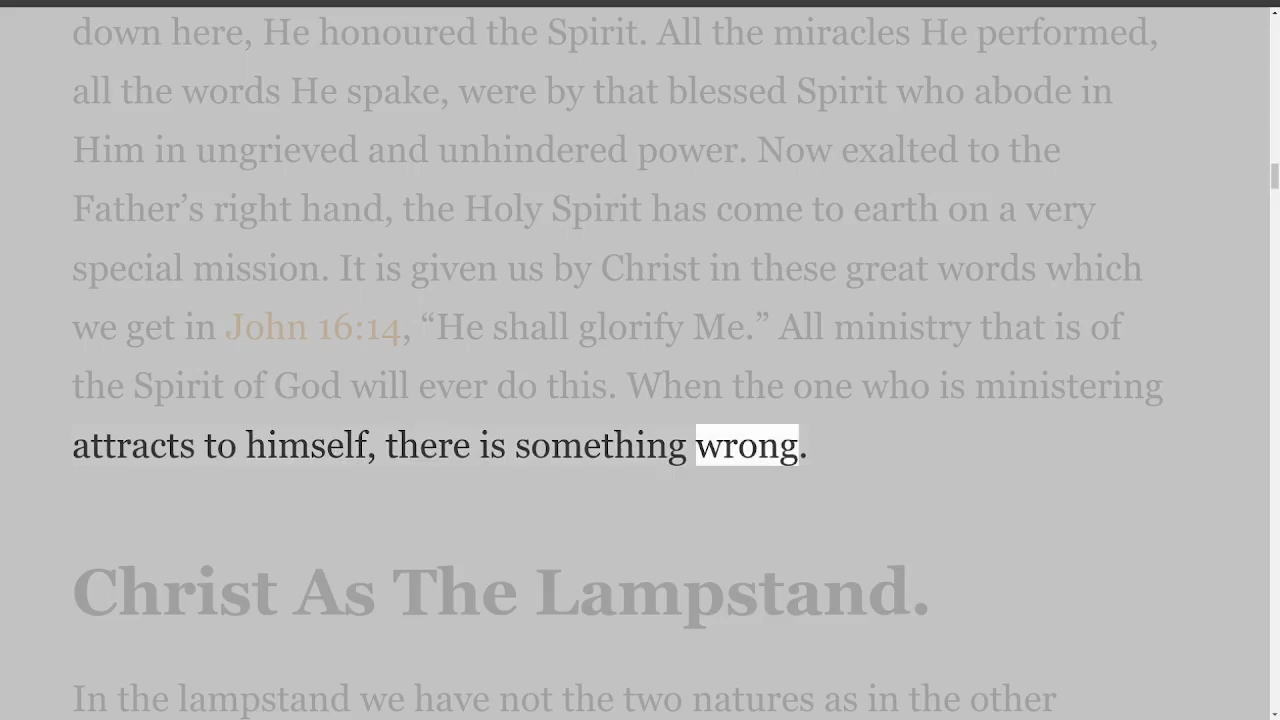 down here, He honoured the Spirit. All the miracles He performed,
all the words He spake, were by that blessed Spirit who abode in
Him in ungrieved and unhindered power. Now exalted to the
Father’s right hand, the Holy Spirit has come to earth on a very
special mission. It is given us by Christ in these great words which
we get in John 16:14, “He shall glorify Me.” All ministry that is of
the Spirit of God will ever do this. When the one who is ministering
attracts to himself, there is something wrong.
Christ As The Lampstand.
In the lampstand we have not the two natures as in the other